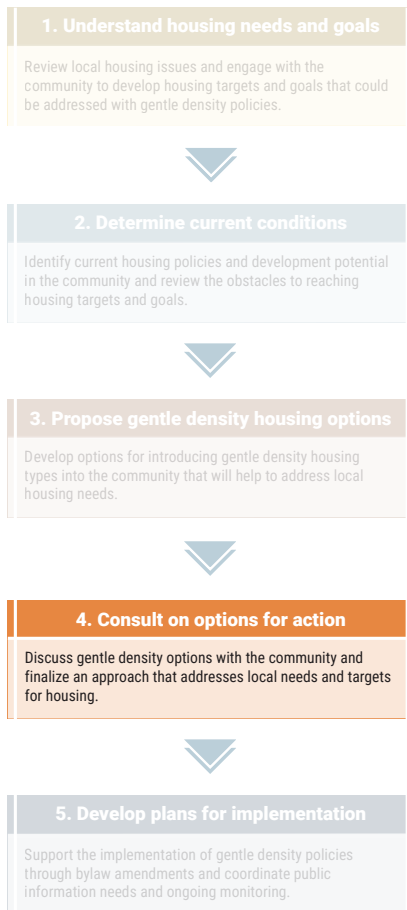 1. Understand housing needs and goals
Review local housing issues and engage with the
community to develop housing targets and goals that could
be addressed with gentle density policies.
2. Determine current conditions
Identify current housing policies and development potential
in the community and review the obstacles to reaching
housing targets and goals.
3. Propose gentle density housing options
Develop options for introducing gentle density housing
types into the community that will help to address local
housing needs.
4. Consult on options for action
Discuss gentle density options with the community and
finalize an approach that addresses local needs and targets
for housing.
5. Develop plans for implementation
Support the implementation of gentle density policies
through bylaw amendments and coordinate public
information needs and ongoing monitoring.